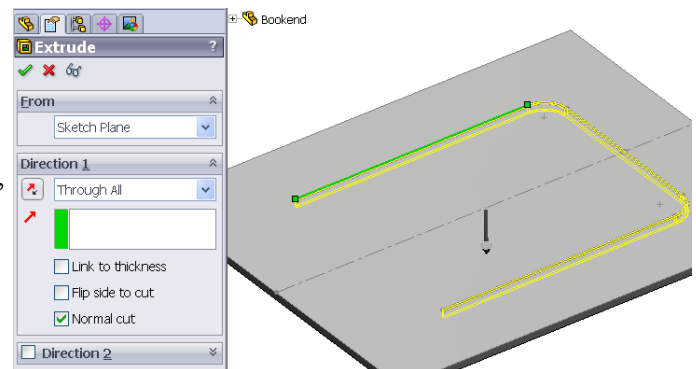 Bookend
Extrude
?
From
Sketch Plane
Direction 1
Through All
Link to thickness
Flip side to cut
Normal cut
Direction 2